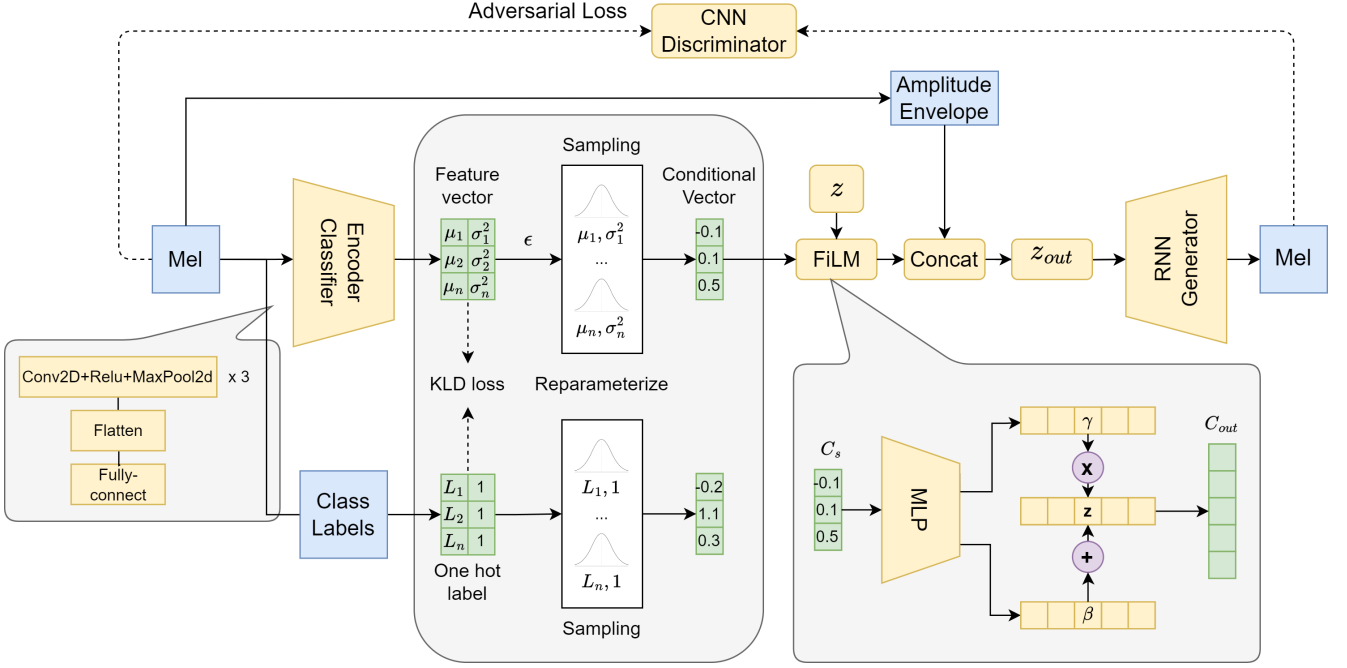 Adversarial Loss
CNN
Discriminator
Amplitude
Envelope
Sampling
Feature
vector
Conditional
Vector
z
Mel
Encoder
Classifier
μ₁ σ₁²
μ₂ σ₂²
μₙ σₙ²
ϵ
μ₁, σ₁²
...
μₙ, σₙ²
-0.1
0.1
0.5
FiLM
Concat
z_out
RNN
Generator
Mel
Conv2D+Relu+MaxPool2d x 3
Flatten
Fully-
connect
KLD loss
Reparameterize
Class
Labels
L₁ 1
L₂ 1
Lₙ 1
One hot
label
L₁, 1
...
Lₙ, 1
Sampling
-0.2
1.1
0.3
C_s
-0.1
0.1
0.5
MLP
γ
x
z
+
β
C_out